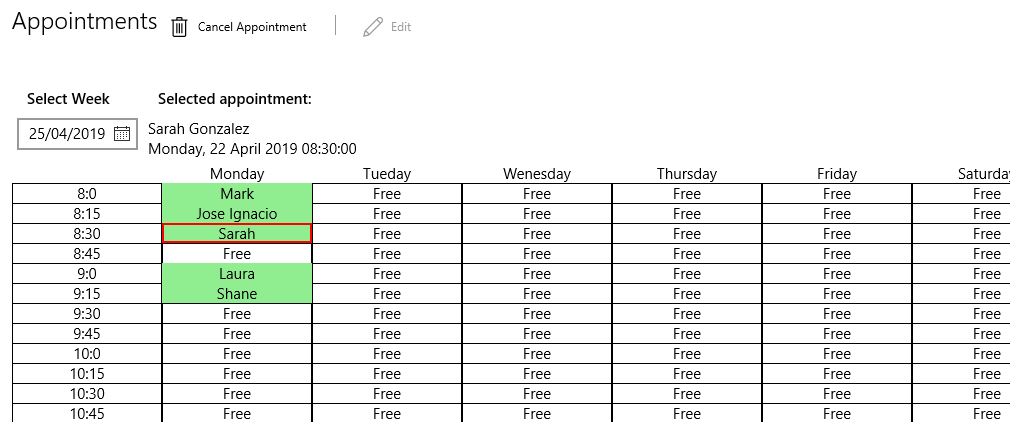 Appointments Cancel Appointment Edit
Select Week Selected appointment:
25/04/2019 Sarah Gonzalez
Monday, 22 April 2019 08:30:00
Monday Tueday Wenesday Thursday Friday Saturday
8:0 Mark Free Free Free Free Free
8:15 Jose Ignacio Free Free Free Free Free
8:30 Sarah Free Free Free Free Free
8:45 Free Free Free Free Free Free
9:0 Laura Free Free Free Free Free
9:15 Shane Free Free Free Free Free
9:30 Free Free Free Free Free Free
9:45 Free Free Free Free Free Free
10:0 Free Free Free Free Free Free
10:15 Free Free Free Free Free Free
10:30 Free Free Free Free Free Free
10:45 Free Free Free Free Free Free